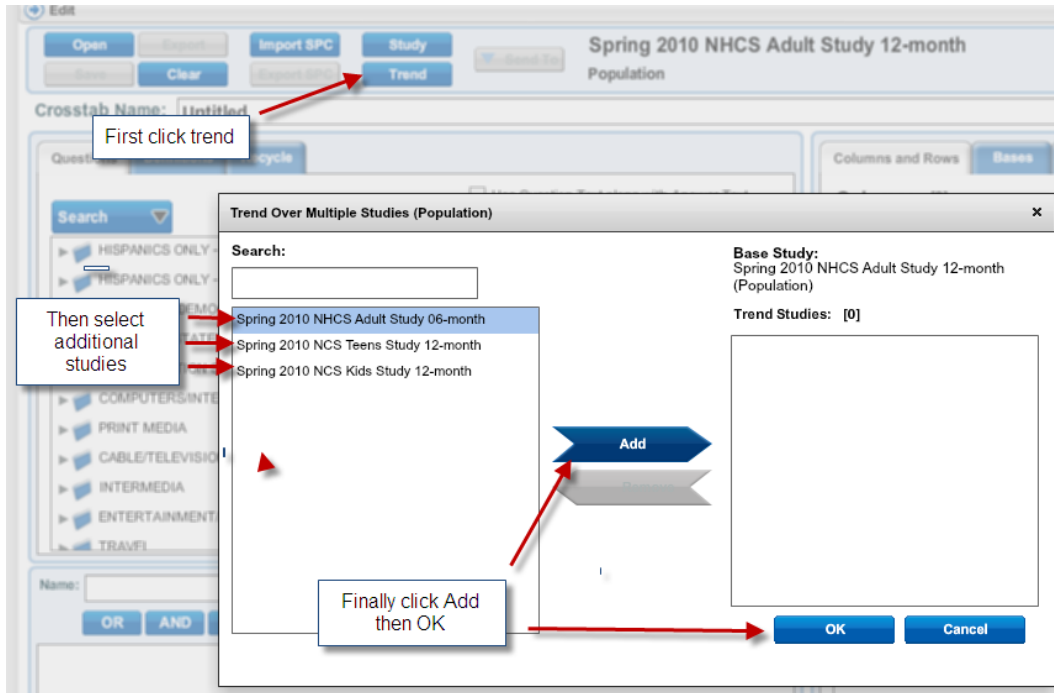 Edit
Open Export Import SPC Study Send To Spring 2010 NHCS Adult Study 12-month
Save Clear Export SPC Trend Population
Crosstab Name: Untitled
First click trend
Columns and Rows Bases
Search
HISPANICS ONLY -
HISPANICS ONLY -
COMPUTERS/INTE
PRINT MEDIA
CABLE/TELEVISIO
INTERMEDIA
ENTERTAINMENT/
TRAVEL
Trend Over Multiple Studies (Population) x
Search:
Spring 2010 NHCS Adult Study 06-month
Spring 2010 NCS Teens Study 12-month
Spring 2010 NCS Kids Study 12-month
Then select
additional
studies
Add
Remove
Base Study:
Spring 2010 NHCS Adult Study 12-month
(Population)
Trend Studies: [0]
Finally click Add
then OK
OK Cancel
Name:
OR AND